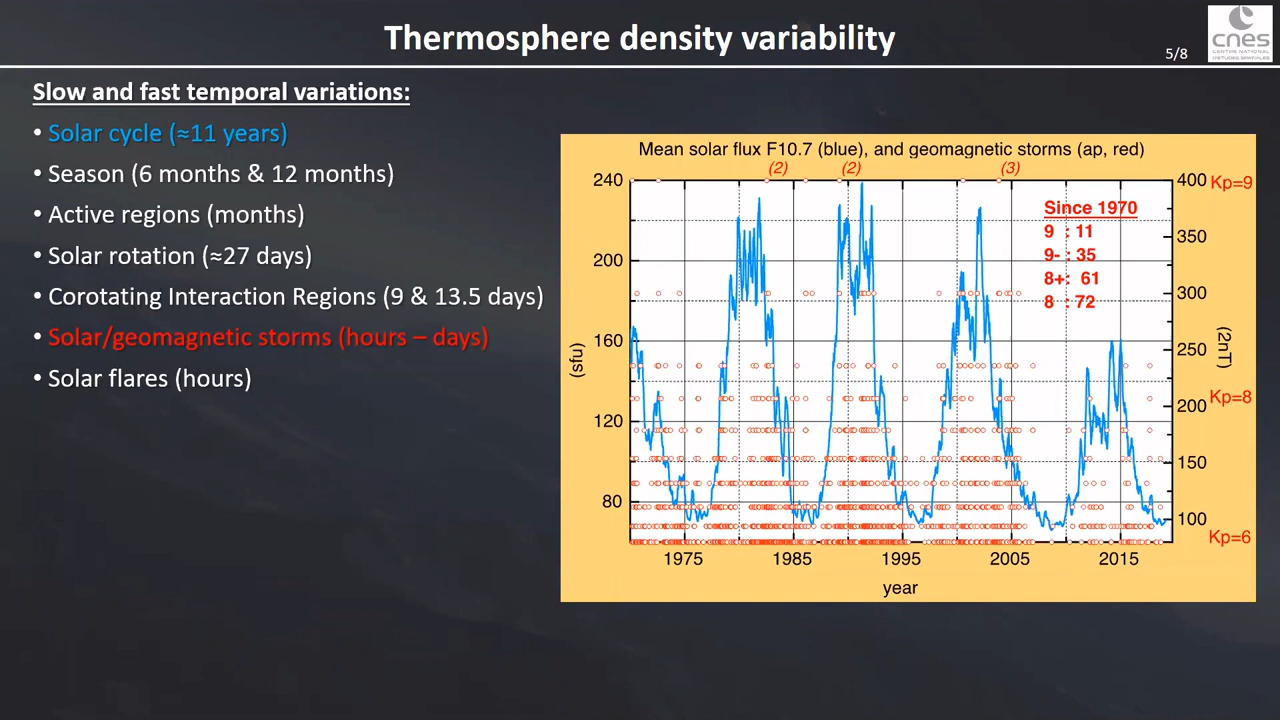 Thermosphere density variability
5/8
cnes
CENTRE NATIONAL
D'ÉTUDES SPATIALES
Slow and fast temporal variations:
• Solar cycle (≈11 years)
• Season (6 months & 12 months)
• Active regions (months)
• Solar rotation (≈27 days)
• Corotating Interaction Regions (9 & 13.5 days)
• Solar/geomagnetic storms (hours – days)
• Solar flares (hours)
Mean solar flux F10.7 (blue), and geomagnetic storms (ap, red)
(2) (2) (3)
240
200
160
120
80
(sfu)
Since 1970
9 : 11
9- : 35
8+: 61
8 : 72
400
350
300
250
200
150
100
(2nT)
Kp=9
Kp=8
Kp=6
1975 1985 1995 2005 2015
year